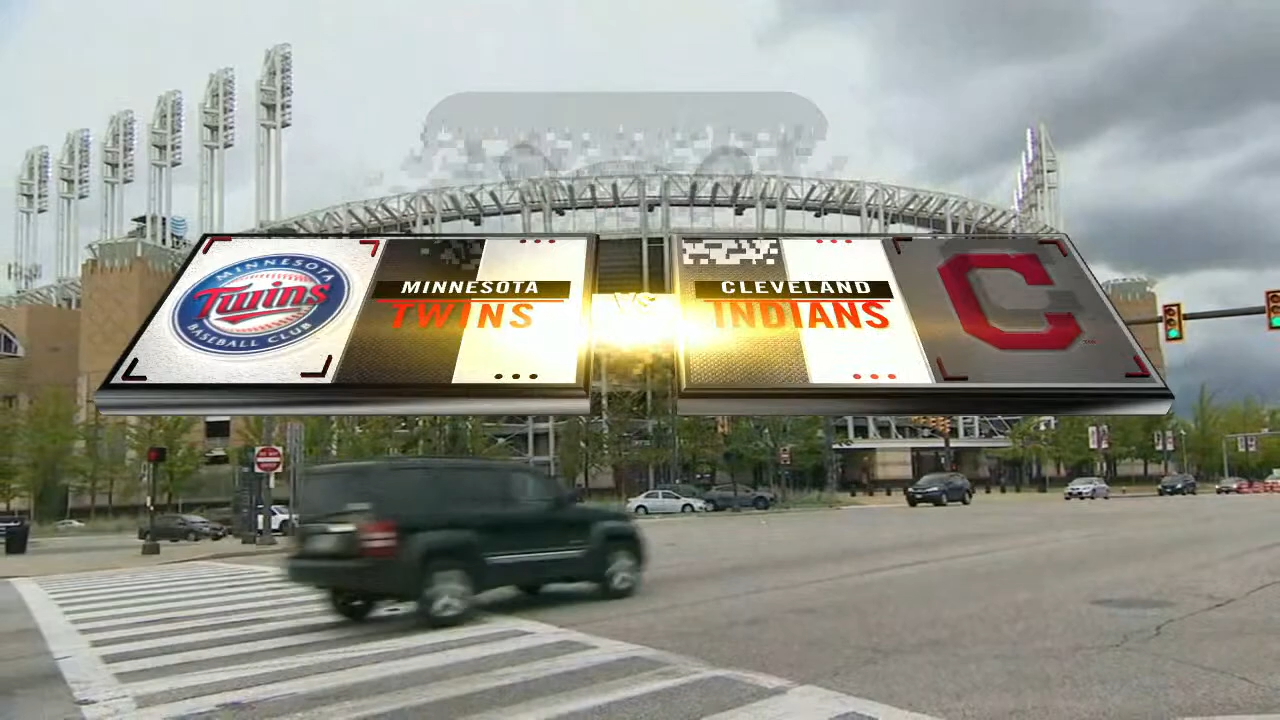 MINNESOTA
Twins
BASEBALL CLUB
MINNESOTA
TWINS
VS
CLEVELAND
INDIANS
C